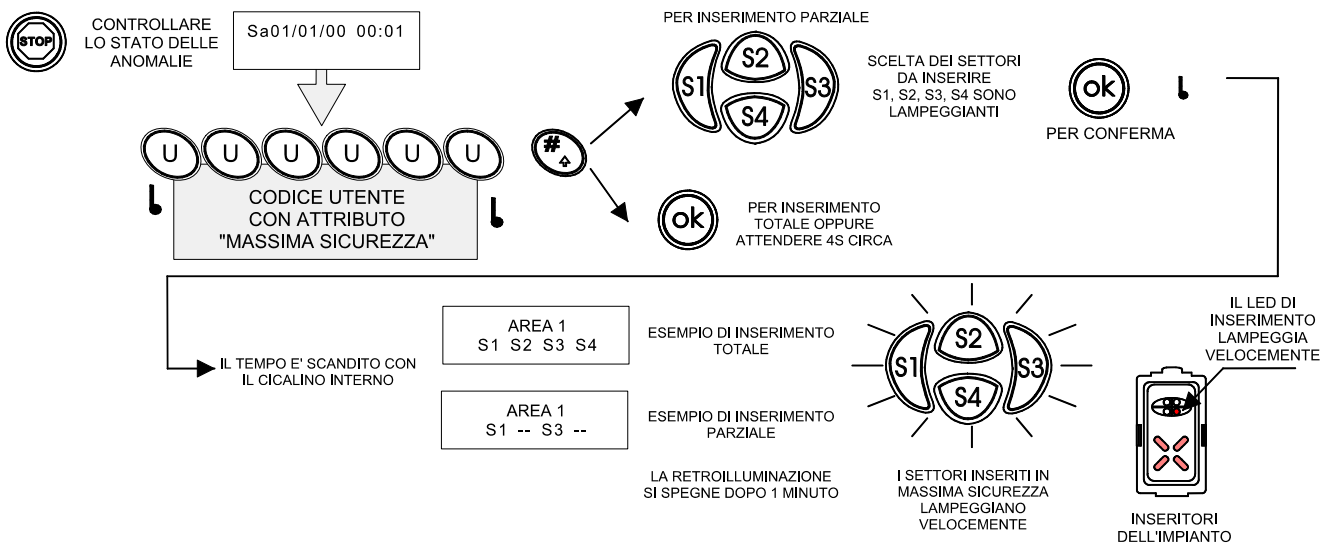 STOP
CONTROLLARE
LO STATO DELLE
ANOMALIE
Sa01/01/00 00:01
U U U U U U
CODICE UTENTE
CON ATTRIBUTO
"MASSIMA SICUREZZA"
#
PER INSERIMENTO PARZIALE
S1 S2 S3 S4
SCELTA DEI SETTORI
DA INSERIRE
S1, S2, S3, S4 SONO
LAMPEGGIANTI
ok
PER CONFERMA
ok
PER INSERIMENTO
TOTALE OPPURE
ATTENDERE 4S CIRCA
IL TEMPO E' SCANDITO CON
IL CICALINO INTERNO
AREA 1
S1 S2 S3 S4
ESEMPIO DI INSERIMENTO
TOTALE
AREA 1
S1 -- S3 --
ESEMPIO DI INSERIMENTO
PARZIALE
LA RETROILLUMINAZIONE
SI SPEGNE DOPO 1 MINUTO
S1 S2 S3 S4
I SETTORI INSERITI IN
MASSIMA SICUREZZA
LAMPEGGIANO
VELOCEMENTE
IL LED DI
INSERIMENTO
LAMPEGGIA
VELOCEMENTE
INSERITORI
DELL'IMPIANTO